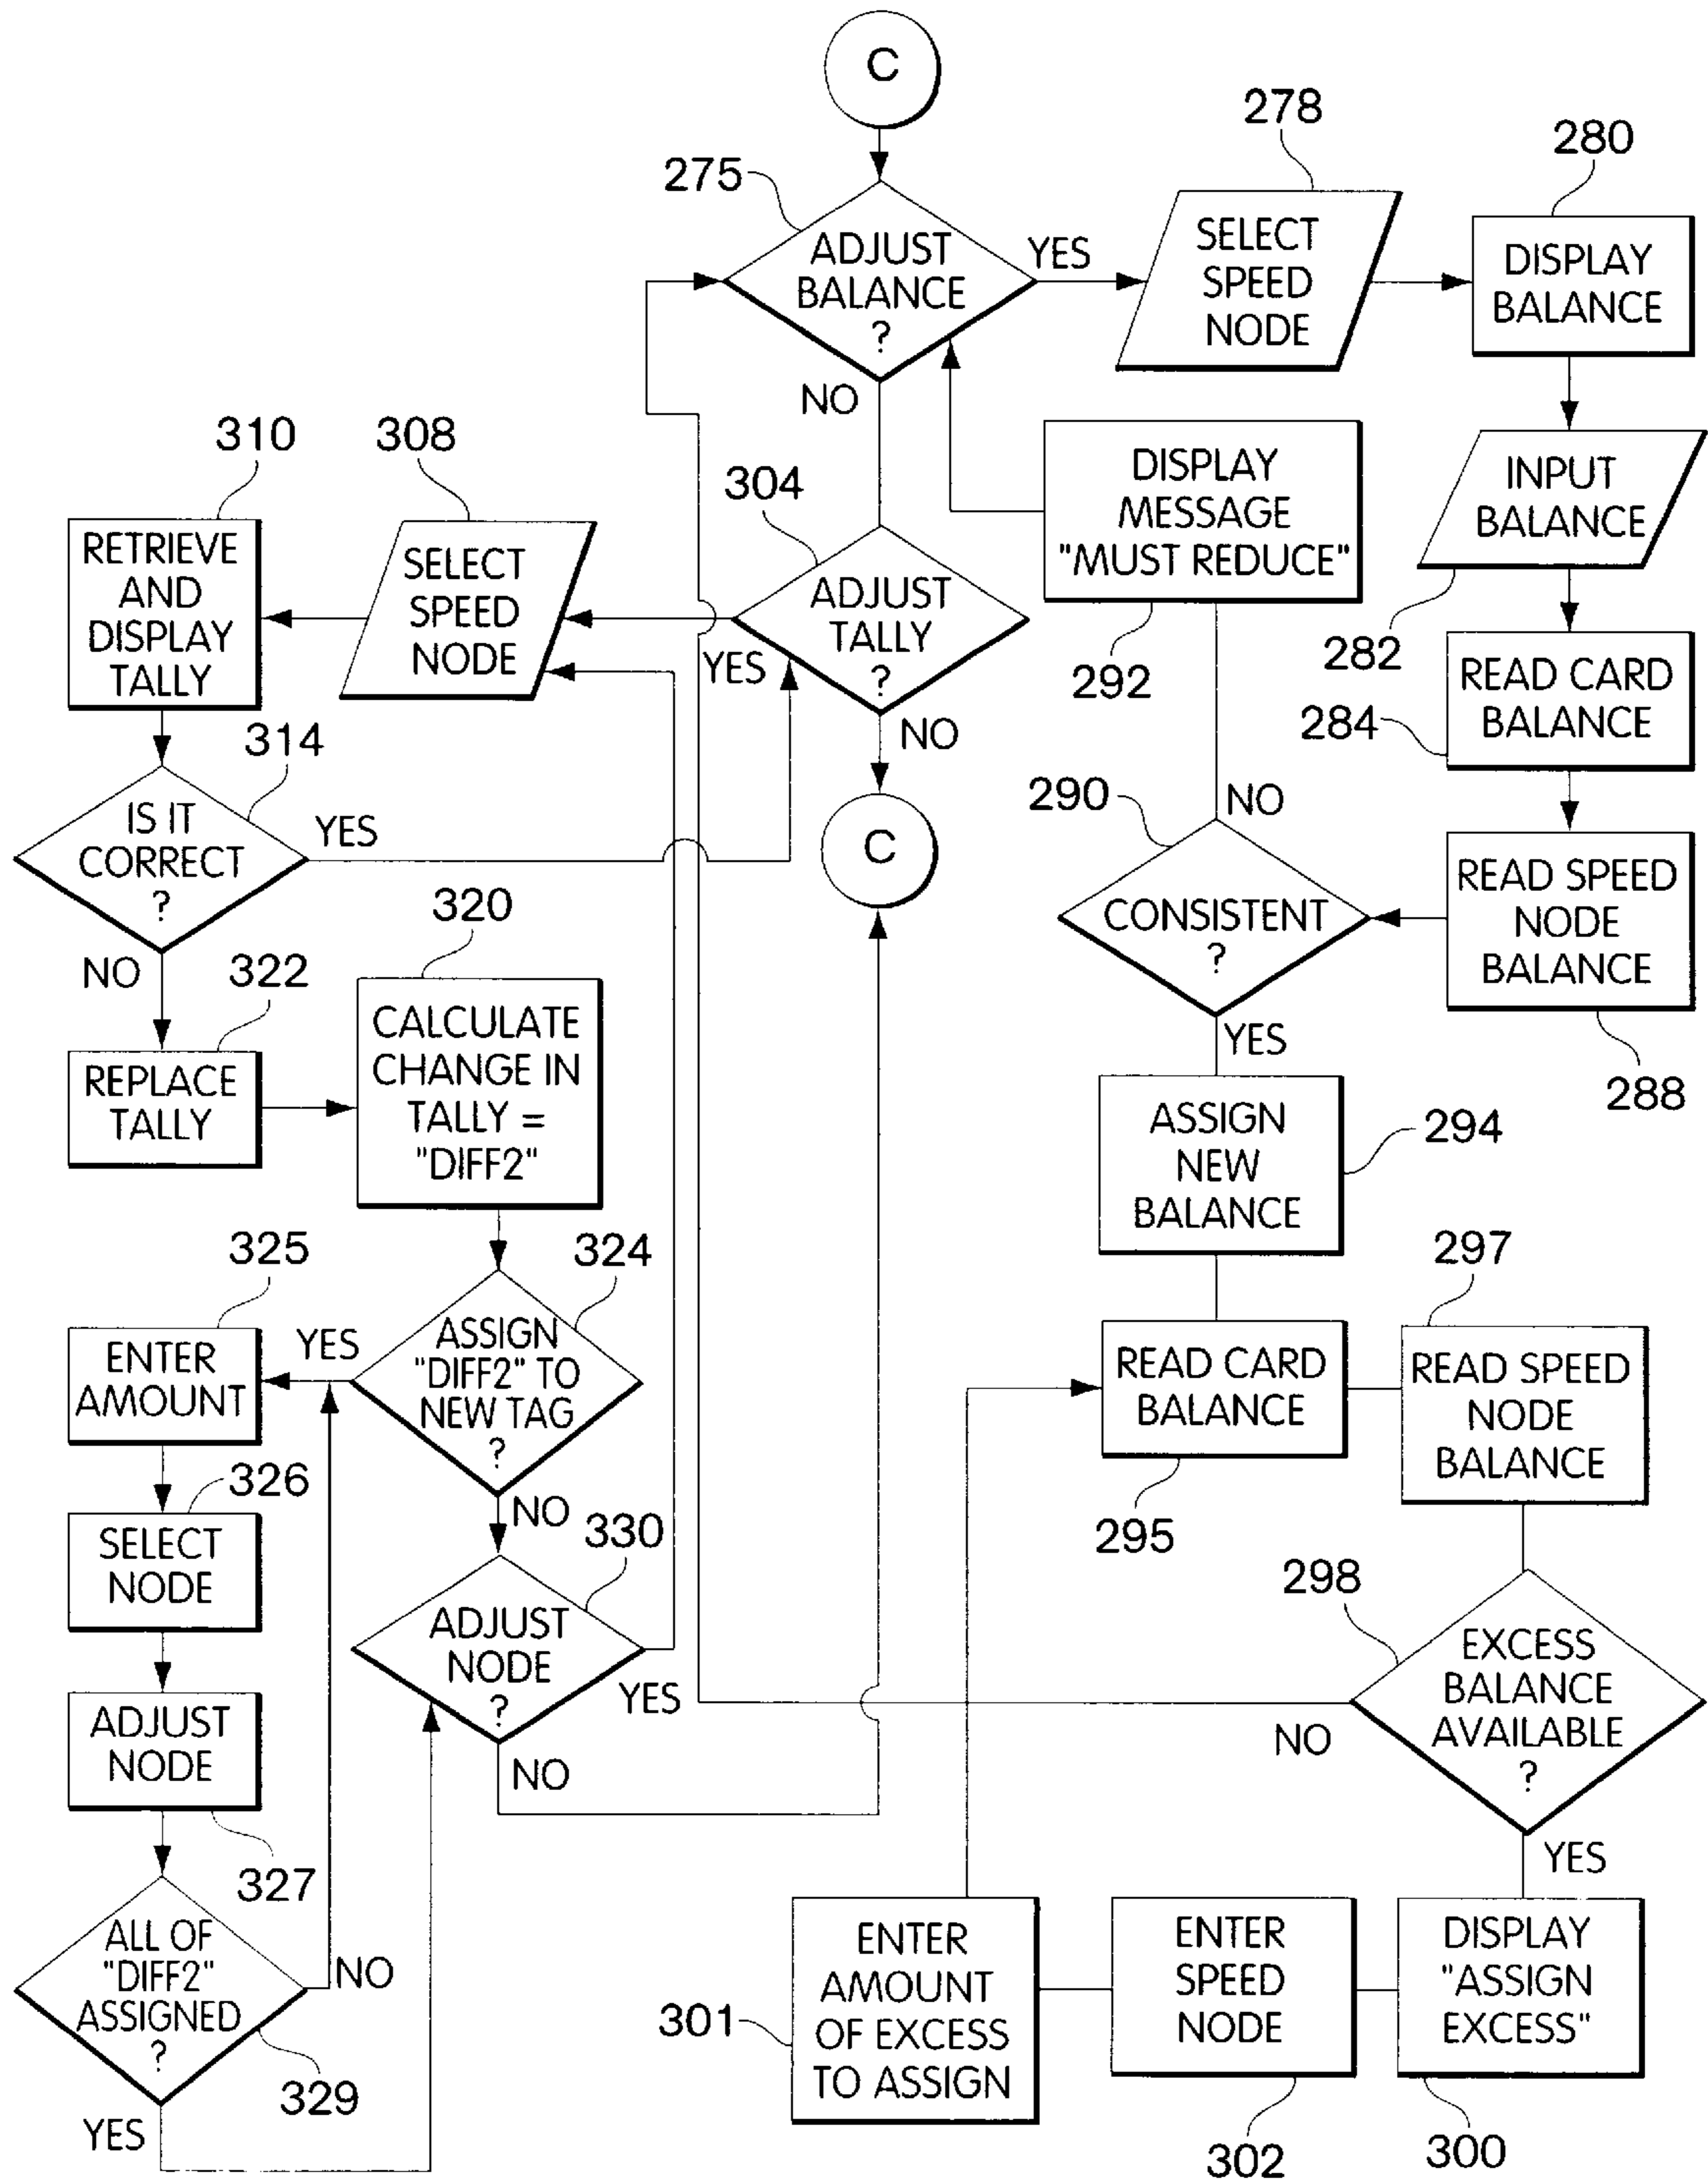 C
275
ADJUST
BALANCE
?
YES
NO
278
SELECT
SPEED
NODE
280
DISPLAY
BALANCE
INPUT
BALANCE
282
READ CARD
BALANCE
284
READ SPEED
NODE
BALANCE
288
290
CONSISTENT
?
NO
YES
DISPLAY
MESSAGE
"MUST REDUCE"
292
ASSIGN
NEW
BALANCE
294
READ CARD
BALANCE
295
297
READ SPEED
NODE
BALANCE
298
EXCESS
BALANCE
AVAILABLE
?
NO
YES
DISPLAY
"ASSIGN
EXCESS"
300
ENTER
SPEED
NODE
302
ENTER
AMOUNT
OF EXCESS
TO ASSIGN
301
304
ADJUST
TALLY
?
YES
NO
C
308
SELECT
SPEED
NODE
310
RETRIEVE
AND
DISPLAY
TALLY
314
IS IT
CORRECT
?
YES
NO
322
REPLACE
TALLY
320
CALCULATE
CHANGE IN
TALLY =
"DIFF2"
324
ASSIGN
"DIFF2" TO
NEW TAG
?
YES
NO
325
ENTER
AMOUNT
326
SELECT
NODE
ADJUST
NODE
327
ALL OF
"DIFF2"
ASSIGNED
?
NO
329
YES
330
ADJUST
NODE
?
YES
NO